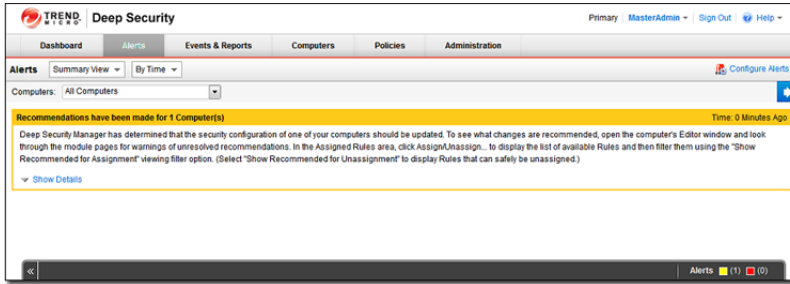 TREND MICRO Deep Security
Primary MasterAdmin Sign Out Help
Dashboard Alerts Events & Reports Computers Policies Administration
Alerts Summary View By Time Configure Alerts.
Computers: All Computers
Recommendations have been made for 1 Computer(s) Time: 0 Minutes Ago
Deep Security Manager has determined that the security configuration of one of your computers should be updated. To see what changes are recommended, open the computer's Editor window and look
through the module pages for warnings of unresolved recommendations. In the Assigned Rules area, click Assign/Unassign... to display the list of available Rules and then filter them using the "Show
Recommended for Assignment" viewing filter option. (Select "Show Recommended for Unassignment" to display Rules that can safely be unassigned.)
Show Details
Alerts (1) (0)